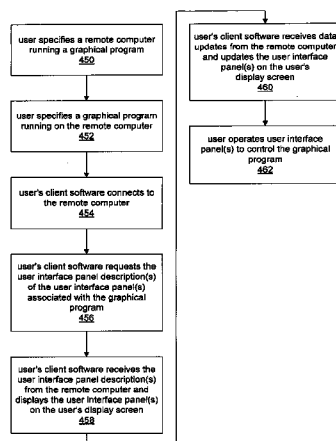 user specifies a remote computer
running a graphical program
450
user specifies a graphical program
running on the remote computer
452
user's client software connects to
the remote computer
454
user's client software requests the
user interface panel description(s)
of the user interface panel(s)
associated with the graphical
program
456
user's client software receives the
user interface panel description(s)
from the remote computer and
displays the user interface panel(s)
on the user's display screen
458
user's client software receives data
updates from the remote computer
and updates the user interface
panel(s) on the user's
display screen
460
user operates user interface
panel(s) to control the graphical
program
462